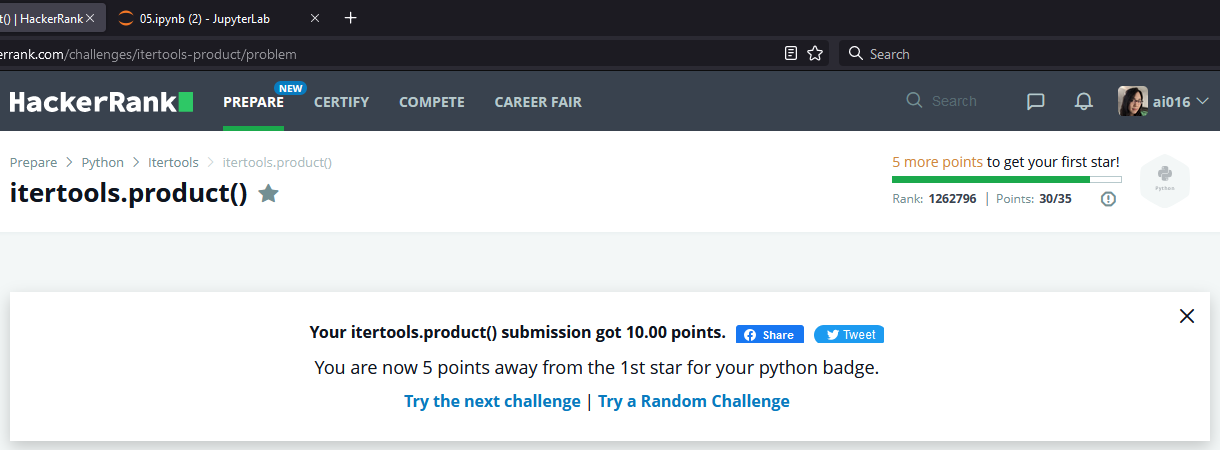 t() | HackerRank 05.ipynb (2) - JupyterLab
errank.com/challenges/itertools-product/problem Search
HackerRank PREPARE NEW CERTIFY COMPETE CAREER FAIR Search ai016
Prepare > Python > Itertools > itertools.product()
itertools.product()
5 more points to get your first star!
Rank: 1262796 | Points: 30/35
Python
Your itertools.product() submission got 10.00 points. Share Tweet
You are now 5 points away from the 1st star for your python badge.
Try the next challenge | Try a Random Challenge